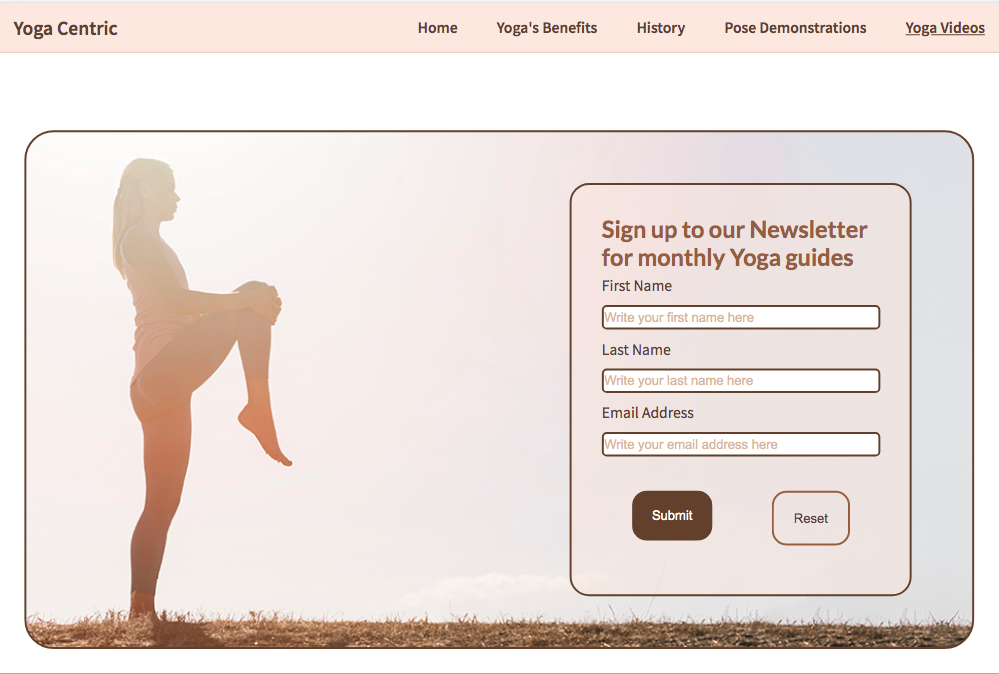 Yoga Centric
Home
Yoga's Benefits
History
Pose Demonstrations
Yoga Videos
Sign up to our Newsletter
for monthly Yoga guides
First Name
Write your first name here
Last Name
Write your last name here
Email Address
Write your email address here
Submit
Reset